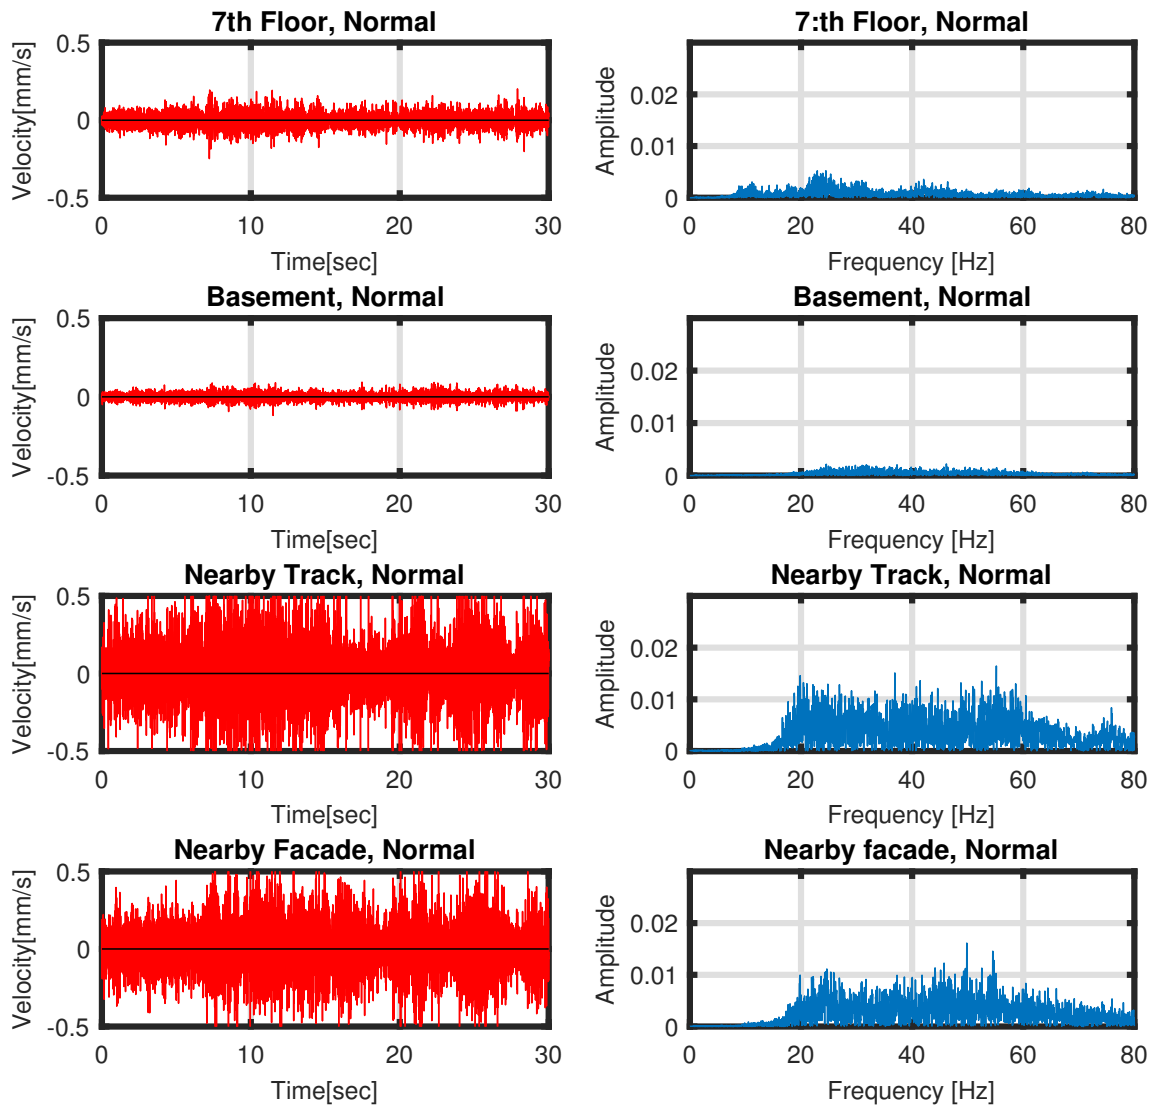 7th Floor, Normal
Velocity[mm/s]
0.5
0
-0.5
0 10 20 30
Time[sec]
7:th Floor, Normal
Amplitude
0.02
0.01
0
0 20 40 60 80
Frequency [Hz]
Basement, Normal
Velocity[mm/s]
0.5
0
-0.5
0 10 20 30
Time[sec]
Basement, Normal
Amplitude
0.02
0.01
0
0 20 40 60 80
Frequency [Hz]
Nearby Track, Normal
Velocity[mm/s]
0.5
0
-0.5
0 10 20 30
Time[sec]
Nearby Track, Normal
Amplitude
0.02
0.01
0
0 20 40 60 80
Frequency [Hz]
Nearby Facade, Normal
Velocity[mm/s]
0.5
0
-0.5
0 10 20 30
Time[sec]
Nearby facade, Normal
Amplitude
0.02
0.01
0
0 20 40 60 80
Frequency [Hz]